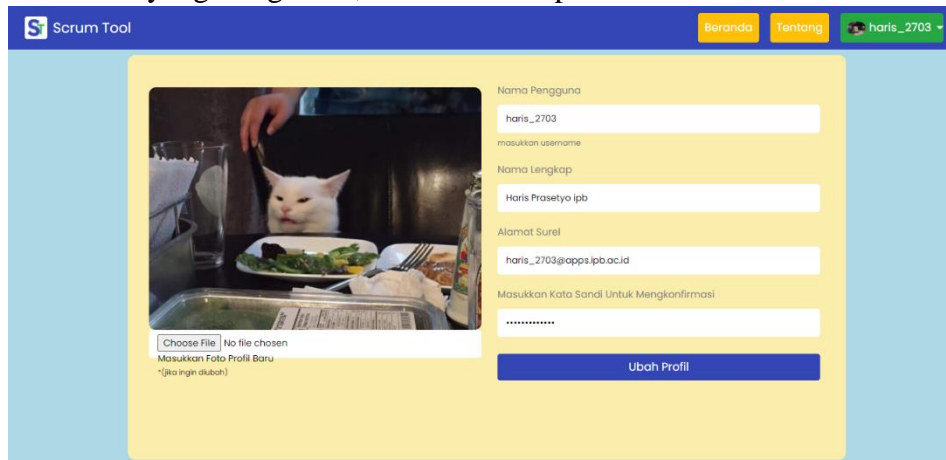 Scrum Tool
Beranda
Tentang
haris_2703
Nama Pengguna
haris_2703
masukkan username
Nama Lengkap
Haris Prasetyo ipb
Alamat Surel
haris_2703@apps.ipb.ac.id
Masukkan Kata Sandi Untuk Mengkonfirmasi
•••••••••••••
Ubah Profil
Choose File No file chosen
Masukkan Foto Profil Baru
*(jika ingin diubah)